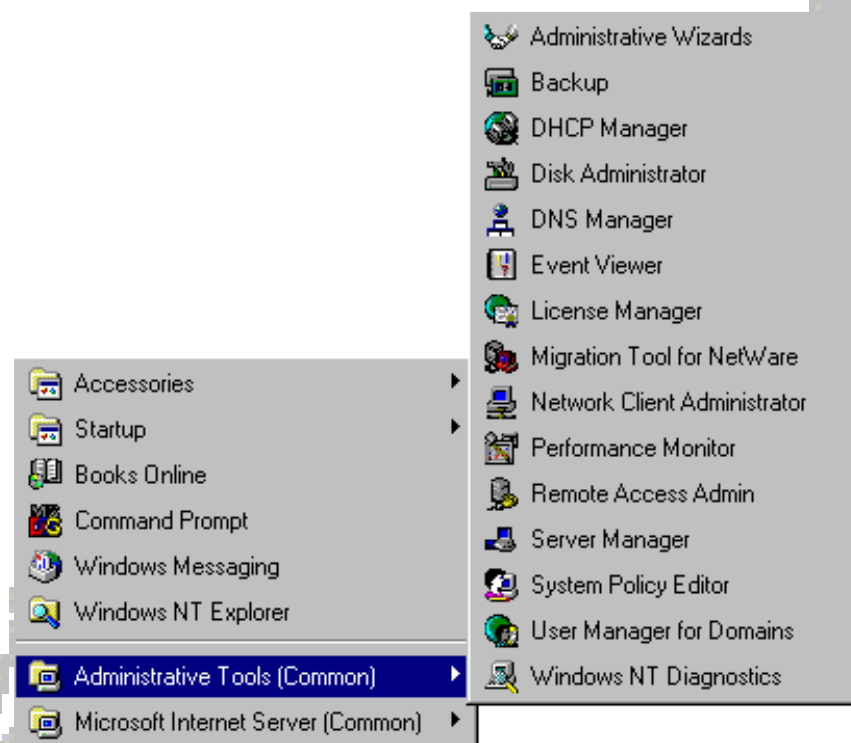 Administrative Wizards
Backup
DHCP Manager
Disk Administrator
DNS Manager
Event Viewer
License Manager
Migration Tool for NetWare
Network Client Administrator
Performance Monitor
Remote Access Admin
Server Manager
System Policy Editor
User Manager for Domains
Windows NT Diagnostics
Accessories
Startup
Books Online
Command Prompt
Windows Messaging
Windows NT Explorer
Administrative Tools (Common)
Microsoft Internet Server (Common)